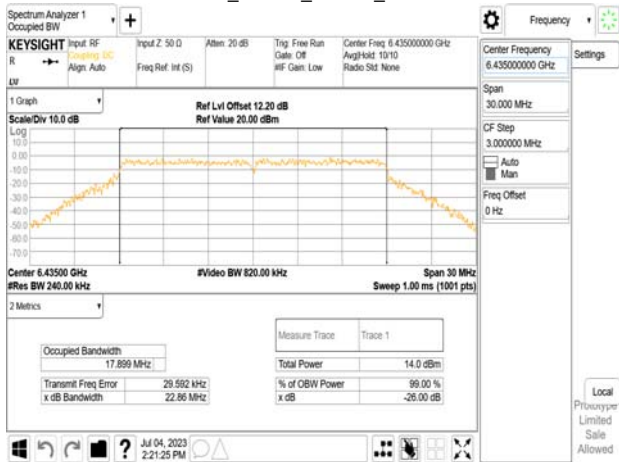 Spectrum Analyzer 1
Occupied BW
Frequency
KEYSIGHT Input: RF
Coupling: DC
Align: Auto
R
LXI
Input Z: 50 Ω
Freq Ref: Int (S)
Atten: 20 dB
Trig: Free Run
Gate: Off
#IF Gain: Low
Center Freq: 6.435000000 GHz
Avg|Hold: 10/10
Radio Std: None
Center Frequency
6.435000000 GHz
Settings
Span
30.000 MHz
CF Step
3.000000 MHz
Auto
Man
Freq Offset
0 Hz
1 Graph
Scale/Div 10.0 dB
Ref Lvl Offset 12.20 dB
Ref Value 20.00 dBm
Log
10.0
0.00
-10.0
-20.0
-30.0
-40.0
-50.0
-60.0
-70.0
Center 6.43500 GHz
#Res BW 240.00 kHz
#Video BW 820.00 kHz
Span 30 MHz
Sweep 1.00 ms (1001 pts)
2 Metrics
Measure Trace Trace 1
Occupied Bandwidth
17.899 MHz
Total Power 14.0 dBm
Transmit Freq Error 29.592 kHz
% of OBW Power 99.00 %
x dB Bandwidth 22.86 MHz
x dB -26.00 dB
Local
Prototype
Limited
Sale
Allowed
Jul 04, 2023
2:21:25 PM